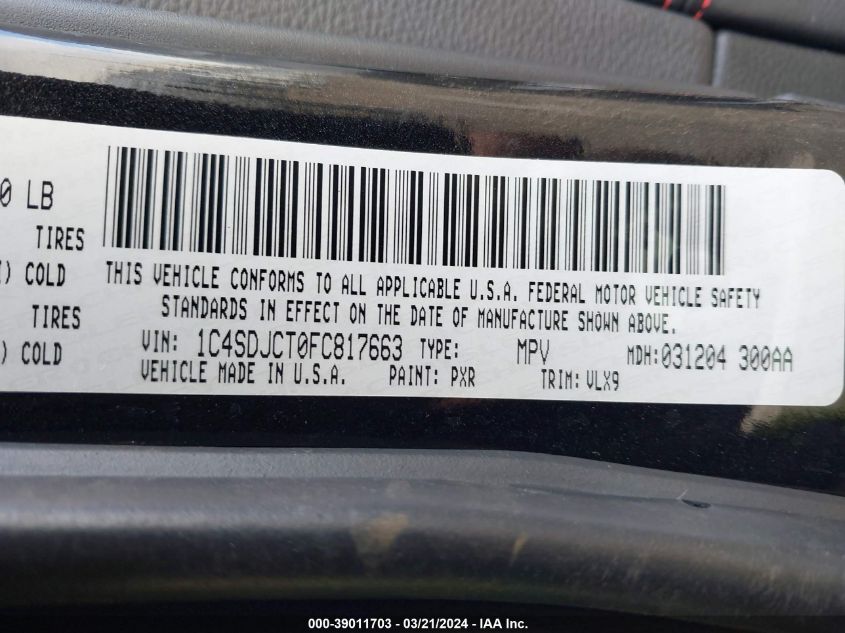 0 LB
TIRES
) COLD
TIRES
) COLD
THIS VEHICLE CONFORMS TO ALL APPLICABLE U.S.A. FEDERAL MOTOR VEHICLE SAFETY
STANDARDS IN EFFECT ON THE DATE OF MANUFACTURE SHOWN ABOVE.
VIN: 1C4SDJCT0FC817663 TYPE: MPV MDH:031204 300AA
VEHICLE MADE IN U.S.A. PAINT: PXR TRIM: VLX9
000-39011703 - 03/21/2024 - IAA Inc.